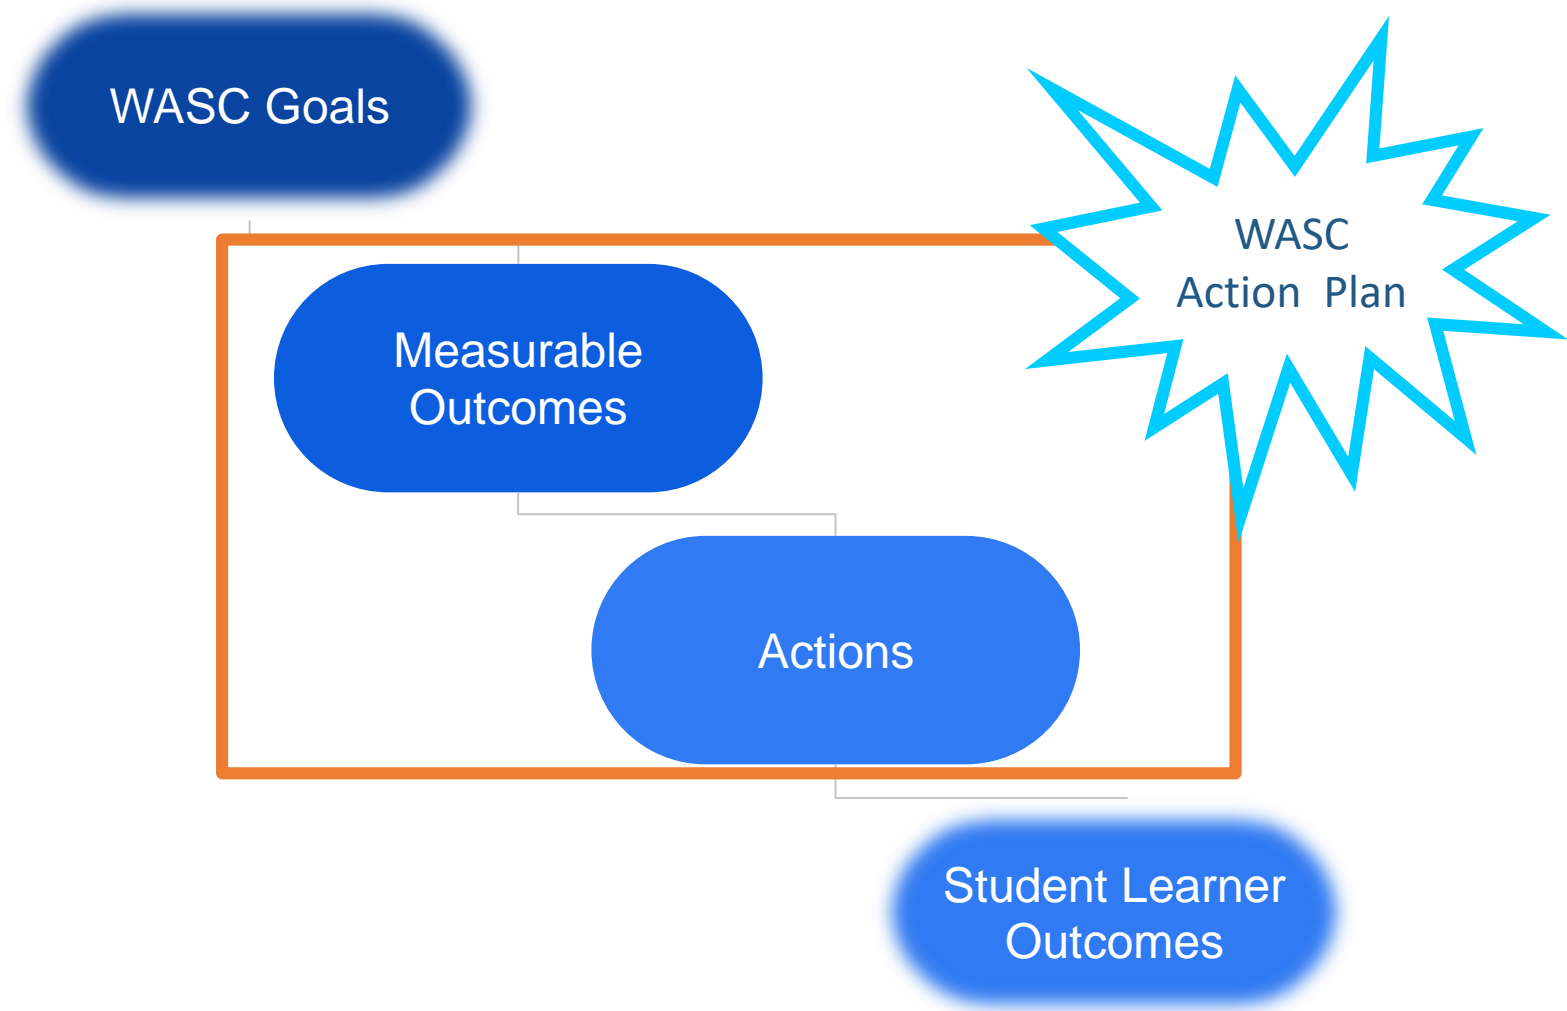 WASC Goals
WASC
Action Plan
Measurable
Outcomes
Actions
Student Learner
Outcomes